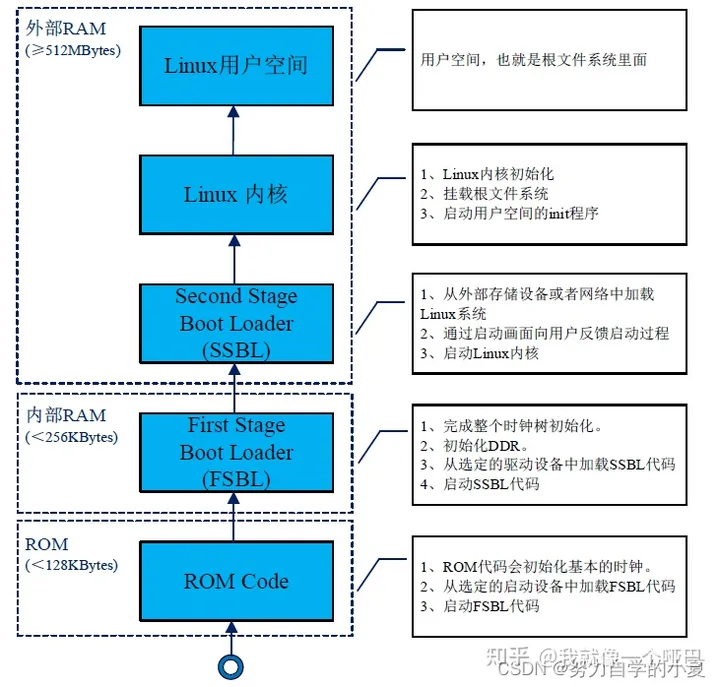 外部RAM
(≥512MBytes)
Linux用户空间
用户空间，也就是根文件系统里面
Linux 内核
1、Linux内核初始化
2、挂载根文件系统
3、启动用户空间的init程序
Second Stage
Boot Loader
(SSBL)
1、从外部存储设备或者网络中加载
Linux系统
2、通过启动画面向用户反馈启动过程
3、启动Linux内核
内部RAM
(＜256KBytes)
First Stage
Boot Loader
(FSBL)
1、完成整个时钟树初始化。
2、初始化DDR。
3、从选定的驱动设备中加载SSBL代码
4、启动SSBL代码
ROM
(＜128KBytes)
ROM Code
1、ROM代码会初始化基本的时钟。
2、从选定的启动设备中加载FSBL代码
3、启动FSBL代码
知乎 @我就像一个哑巴
CSDN @努力自学的小夏